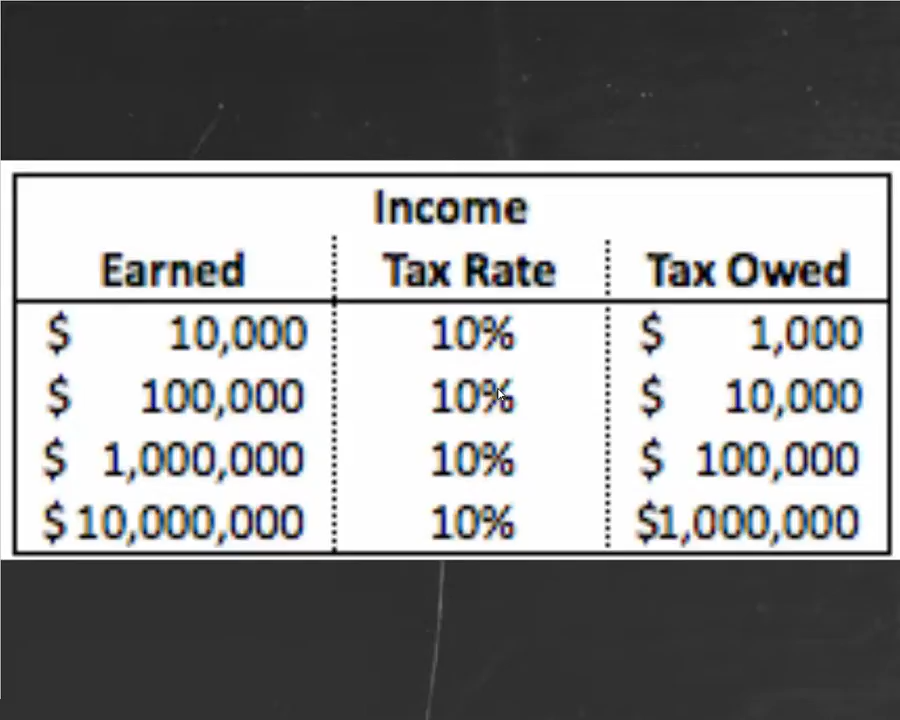 Income
Earned Tax Rate Tax Owed
$ 10,000 10% $ 1,000
$ 100,000 10% $ 10,000
$ 1,000,000 10% $ 100,000
$ 10,000,000 10% $1,000,000